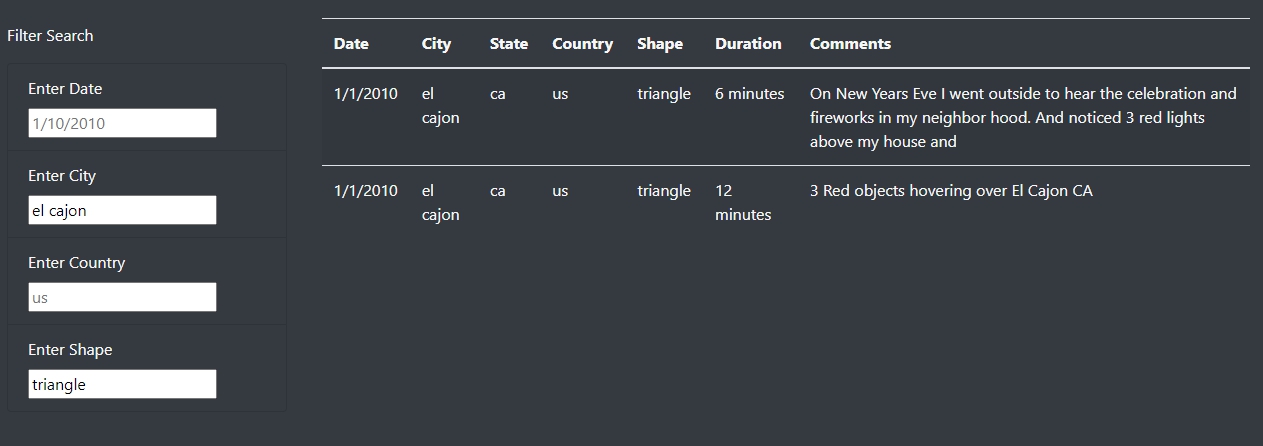 Filter Search
Enter Date
1/10/2010
Enter City
el cajon
Enter Country
us
Enter Shape
triangle
Date City State Country Shape Duration Comments
1/1/2010 el ca us triangle 6 minutes On New Years Eve I went outside to hear the celebration and
cajon fireworks in my neighbor hood. And noticed 3 red lights
above my house and
1/1/2010 el ca us triangle 12 3 Red objects hovering over El Cajon CA
cajon minutes